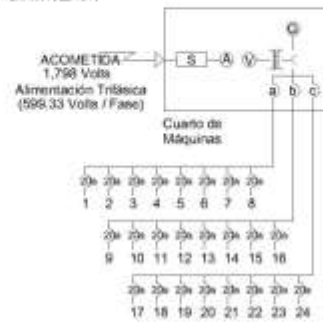 G
ACOMETIDA
1,798 Volts
Alimentación Trifásica
(599.33 Volts / Fase)
S A V
a b c
Cuarto de
Máquinas
20a 20a 20a 20a 20a 20a 20a 20a
1 2 3 4 5 6 7 8
20a 20a 20a 20a 20a 20a 20a 20a
9 10 11 12 13 14 15 16
20a 20a 20a 20a 20a 20a 20a 20a
17 18 19 20 21 22 23 24